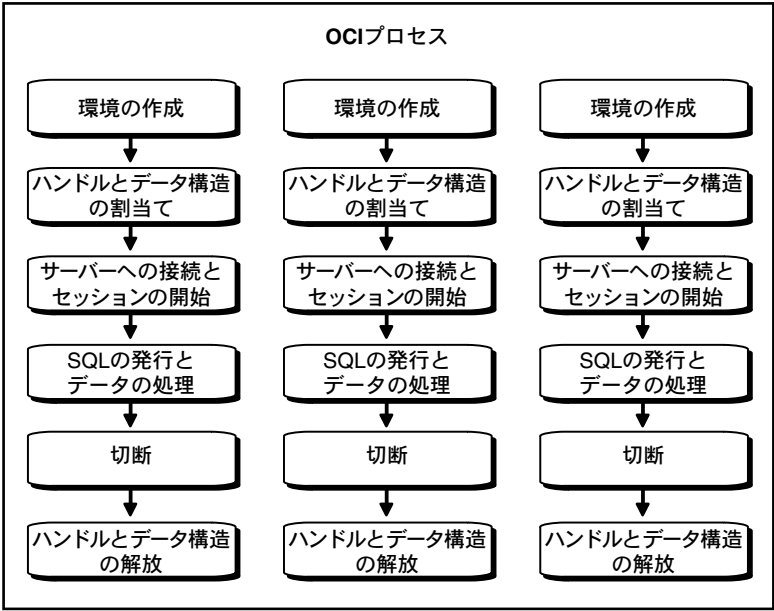 OCIプロセス
環境の作成
ハンドルとデータ構造
の割当て
サーバーへの接続と
セッションの開始
SQLの発行と
データの処理
切断
ハンドルとデータ構造
の解放
環境の作成
ハンドルとデータ構造
の割当て
サーバーへの接続と
セッションの開始
SQLの発行と
データの処理
切断
ハンドルとデータ構造
の解放
環境の作成
ハンドルとデータ構造
の割当て
サーバーへの接続と
セッションの開始
SQLの発行と
データの処理
切断
ハンドルとデータ構造
の解放